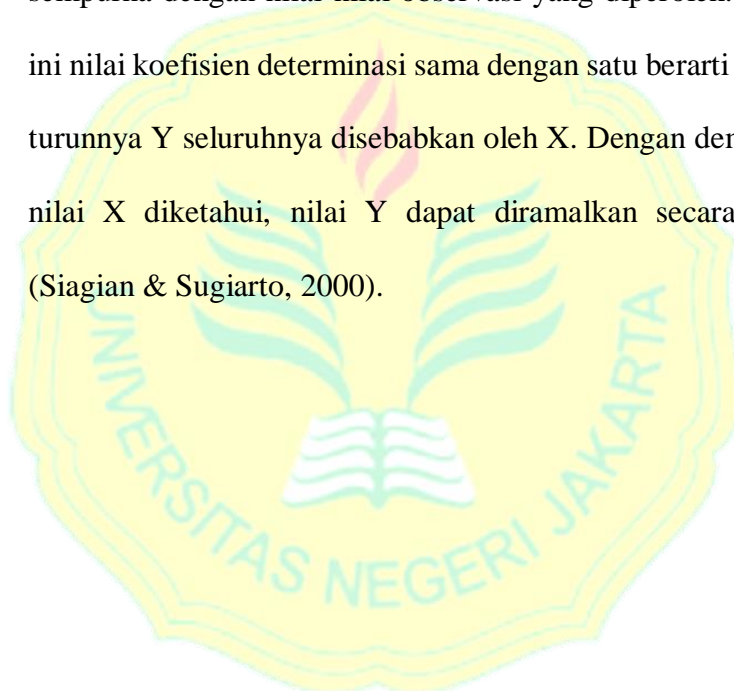 ini nilai koefisien determinasi sama dengan satu berarti
turunnya Y seluruhnya disebabkan oleh X. Dengan
nilai X diketahui, nilai Y dapat diramalkan secara
(Siagian & Sugiarto, 2000).
UNIVERSITAS NEGERI JAKARTA